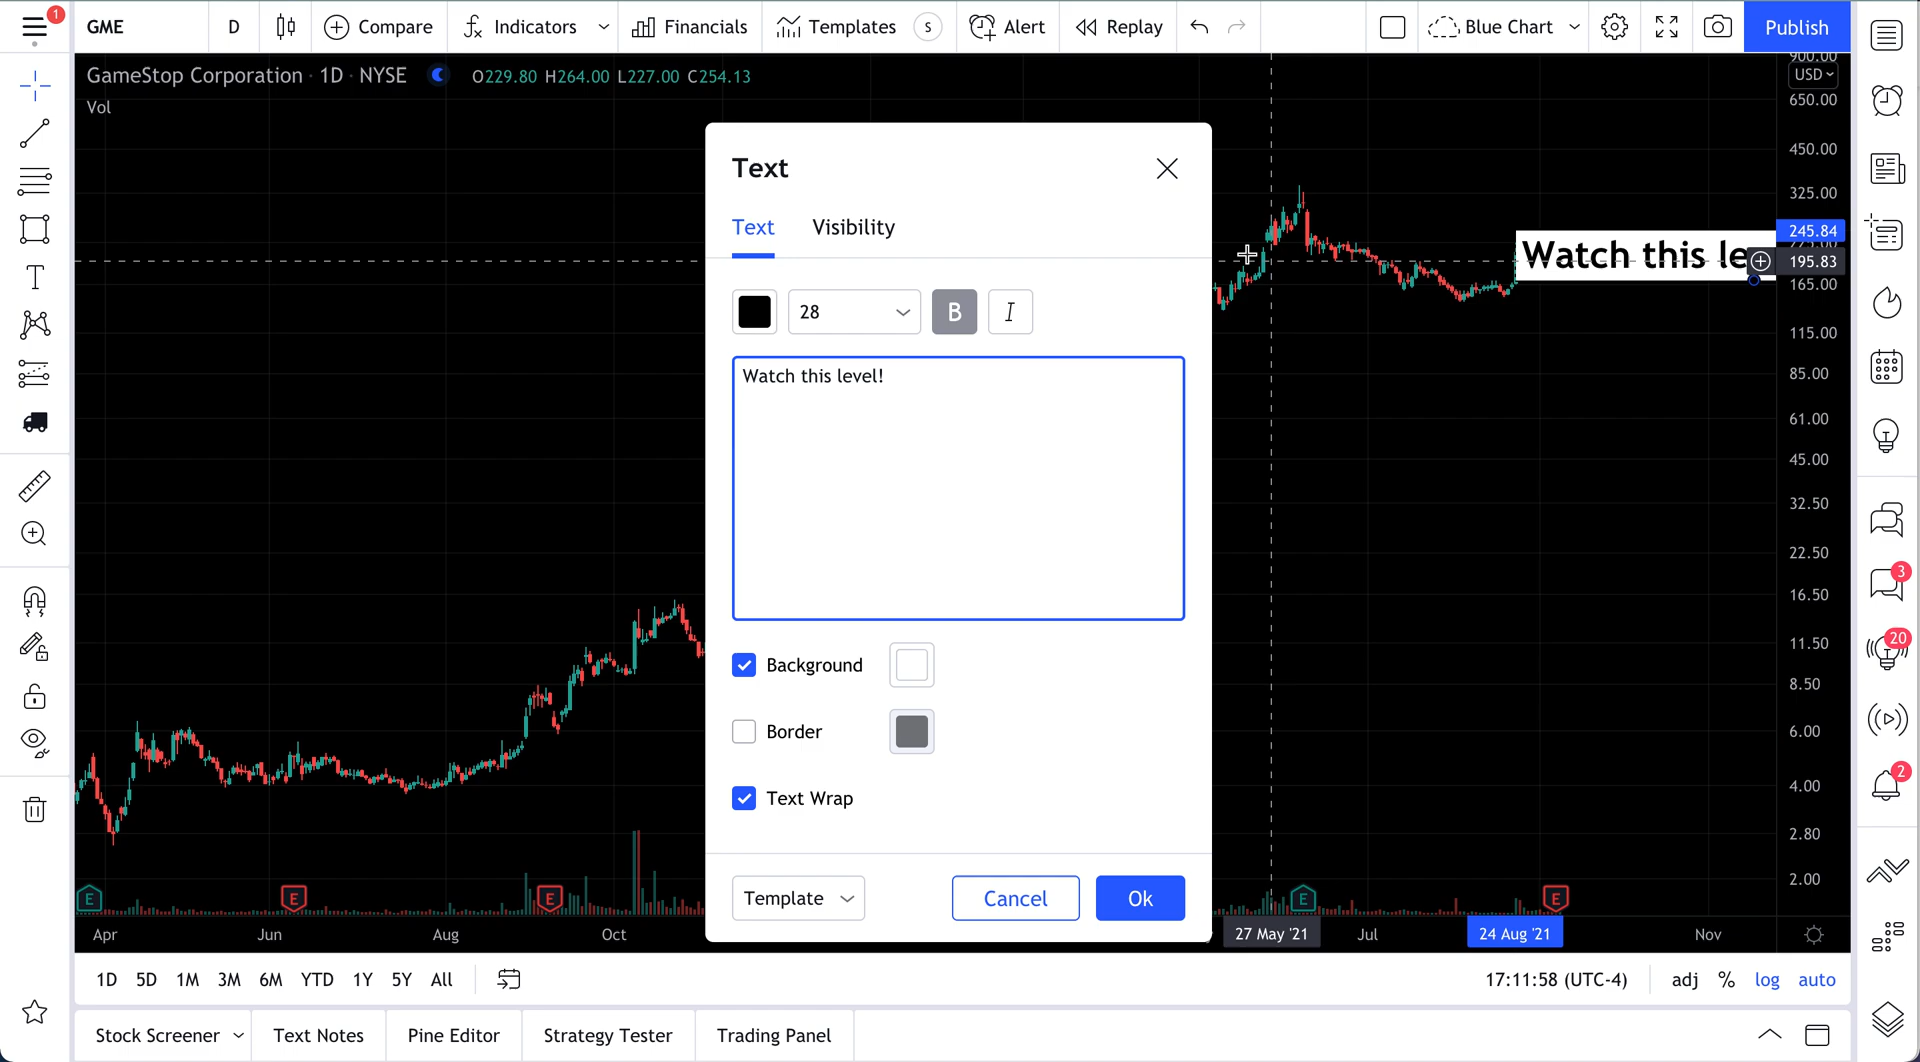 1
GME
D
Compare
Indicators
Financials
Templates
S
Alert
Replay
Blue Chart
Publish
GameStop Corporation · 1D · NYSE
O229.80 H264.00 L227.00 C254.13
Vol
900.00
USD
650.00
450.00
325.00
245.84
195.83
165.00
115.00
85.00
61.00
45.00
32.50
22.50
16.50
11.50
8.50
6.00
4.00
2.80
2.00
Watch this le
Text
Text
Visibility
28
B
I
Watch this level!
Background
Border
Text Wrap
Template
Cancel
Ok
E
E
E
E
E
Apr
Jun
Aug
Oct
27 May '21
Jul
24 Aug '21
Nov
1D
5D
1M
3M
6M
YTD
1Y
5Y
All
17:11:58 (UTC-4)
adj
%
log
auto
Stock Screener
Text Notes
Pine Editor
Strategy Tester
Trading Panel
3
20
2